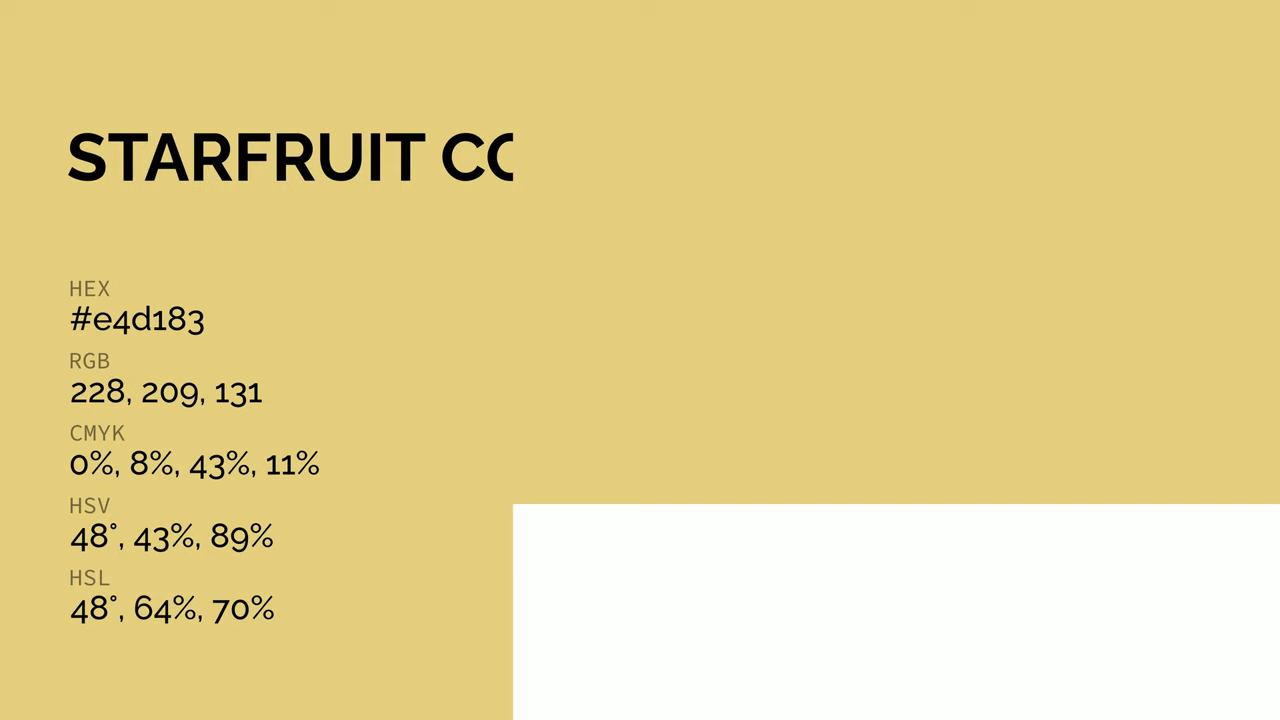 STARFRUIT
HEX
#e4d183
RGB
228, 209, 131
CMYK
0%, 8%, 43%, 11%
HSV
48°, 43%, 89%
HSL
48°, 64%, 70%